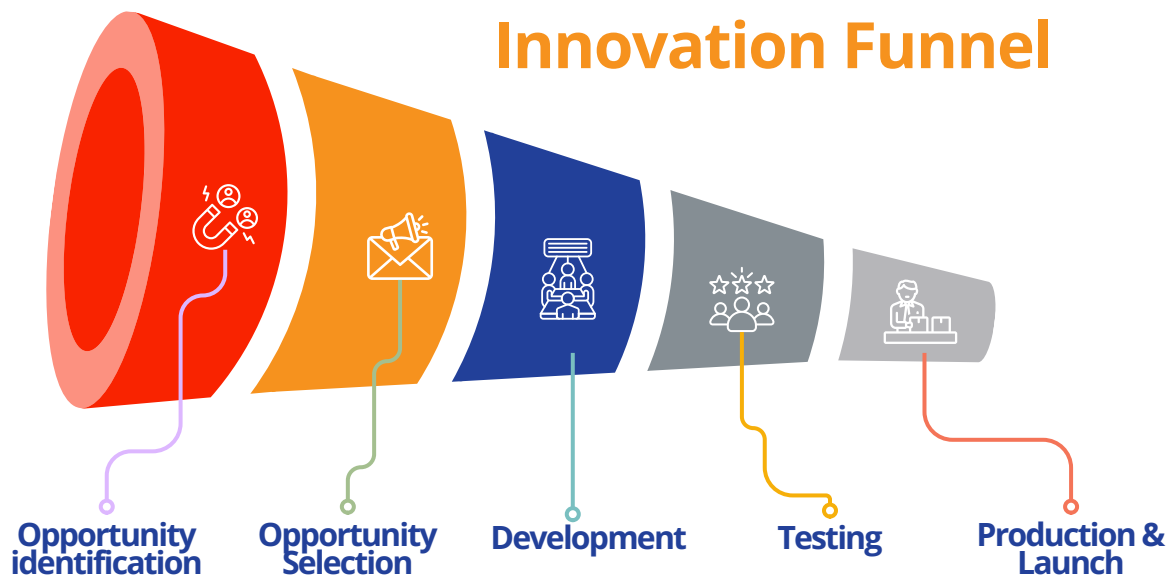 Innovation Funnel
Opportunity
identification
Opportunity
Selection
Development
Testing
Production &
Launch